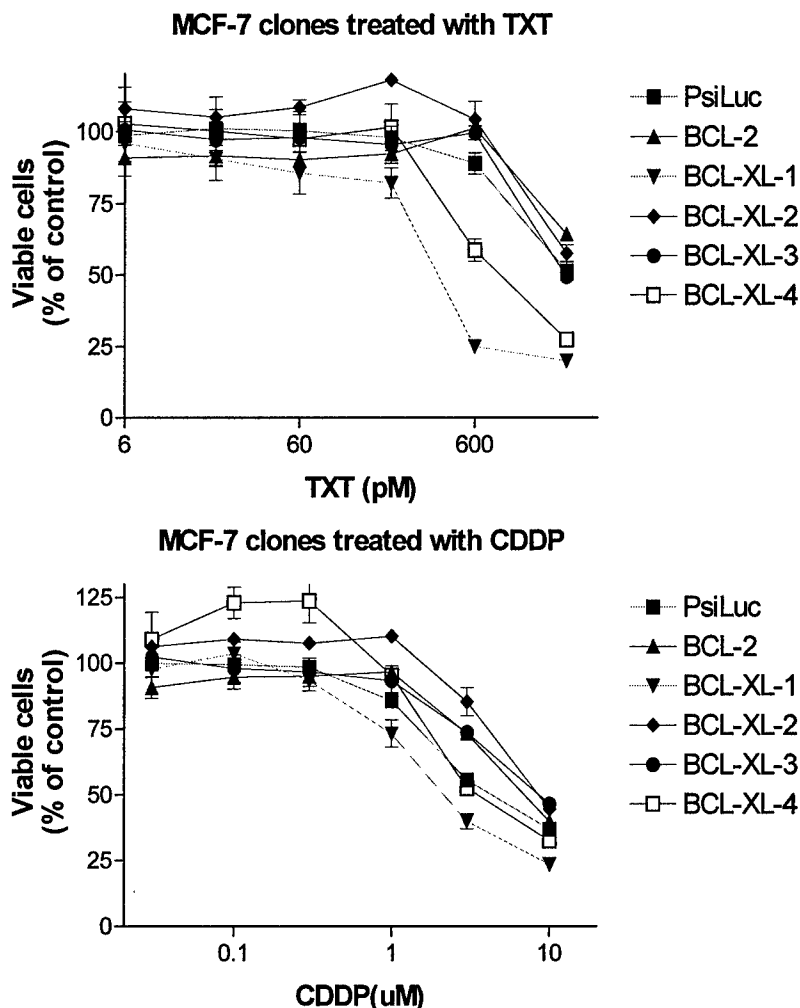 MCF-7 clones treated with TXT
Viable cells
(% of control)
100
75
50
25
0
6
60
600
TXT (pM)
PsiLuc
BCL-2
BCL-XL-1
BCL-XL-2
BCL-XL-3
BCL-XL-4
MCF-7 clones treated with CDDP
Viable cells
(% of control)
125
100
75
50
25
0
0.1
1
10
CDDP(uM)
PsiLuc
BCL-2
BCL-XL-1
BCL-XL-2
BCL-XL-3
BCL-XL-4